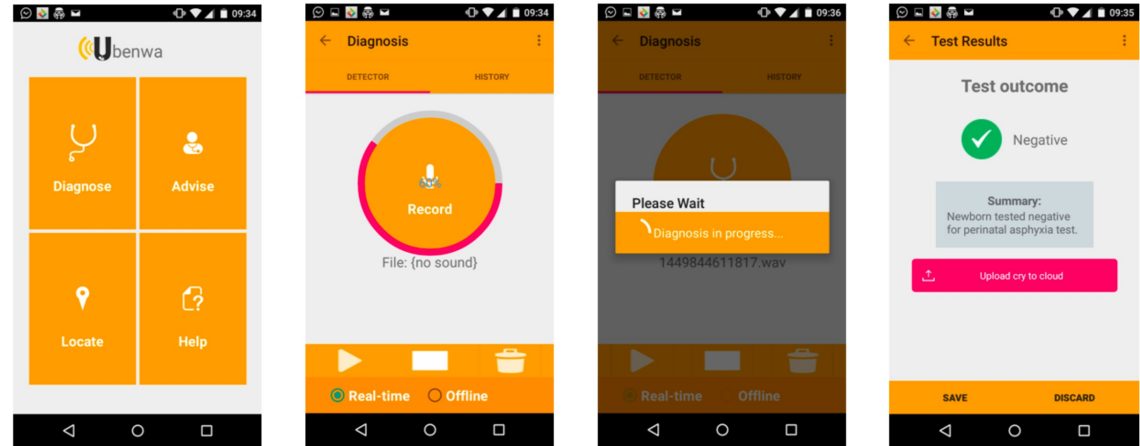 09:34
Ubenwa
Diagnose
Advise
Locate
Help
09:34
Diagnosis
DETECTOR
HISTORY
Record
File: {no sound}
Real-time
Offline
09:36
Diagnosis
DETECTOR
HISTORY
Please Wait
Diagnosis in progress...
1449844611817.wav
Real-time
Offline
09:35
Test Results
Test outcome
Negative
Summary:
Newborn tested negative
for perinatal asphyxia test.
Upload cry to cloud
SAVE
DISCARD